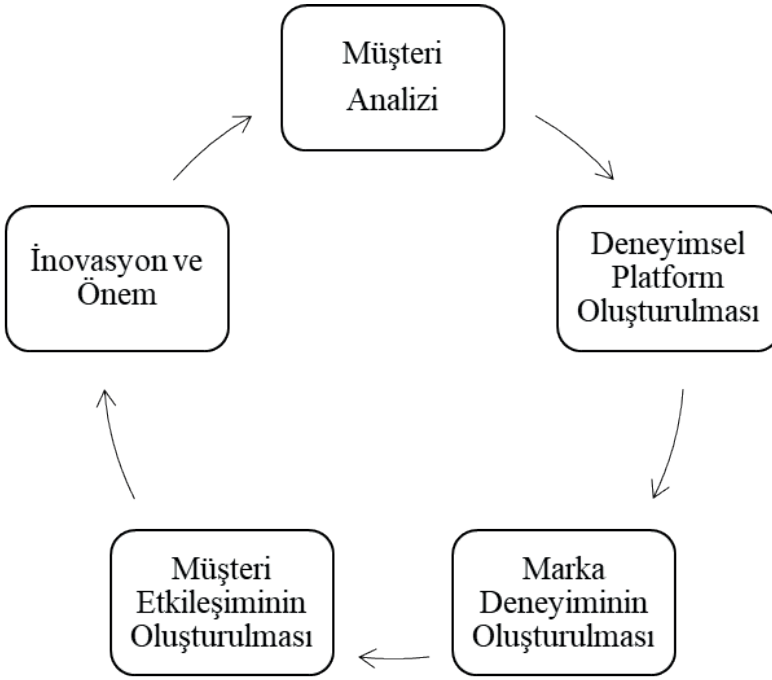 Müşteri
Analizi
Deneyimsel
Platform
Oluşturulması
Marka
Deneyiminin
Oluşturulması
Müşteri
Etkileşiminin
Oluşturulması
İnovasyon ve
Önem